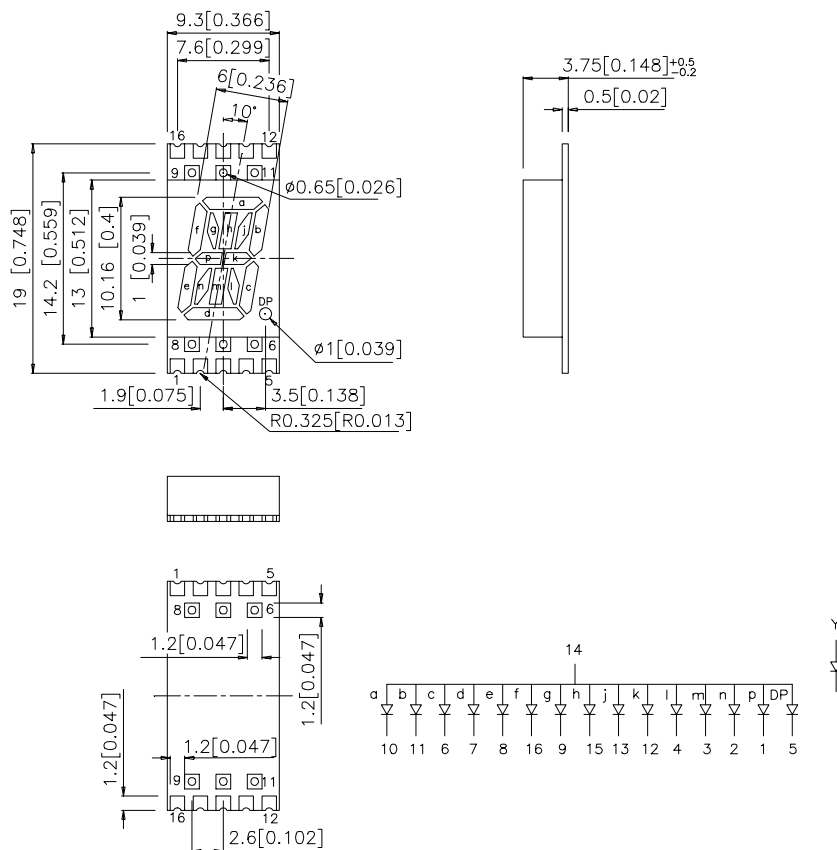 9.3[0.366]
7.6[0.299]
6[0.236]
10°
16 12
9 11
ø0.65[0.026]
a
f g h j b
p k
e n m l c
d
DP
19 [0.748]
14.2 [0.559]
13 [0.512]
10.16 [0.4]
1 [0.039]
8 6
ø1[0.039]
1 5
1.9[0.075]
3.5[0.138]
R0.325[R0.013]
3.75[0.148]+0.5 -0.2
0.5[0.02]
1 5
8 6
1.2[0.047]
1.2[0.047]
1.2[0.047]
1.2[0.047]
9 11
16 12
2.6[0.102]
14
a b c d e f g h j k l m n p DP
10 11 6 7 8 16 9 15 13 12 4 3 2 1 5